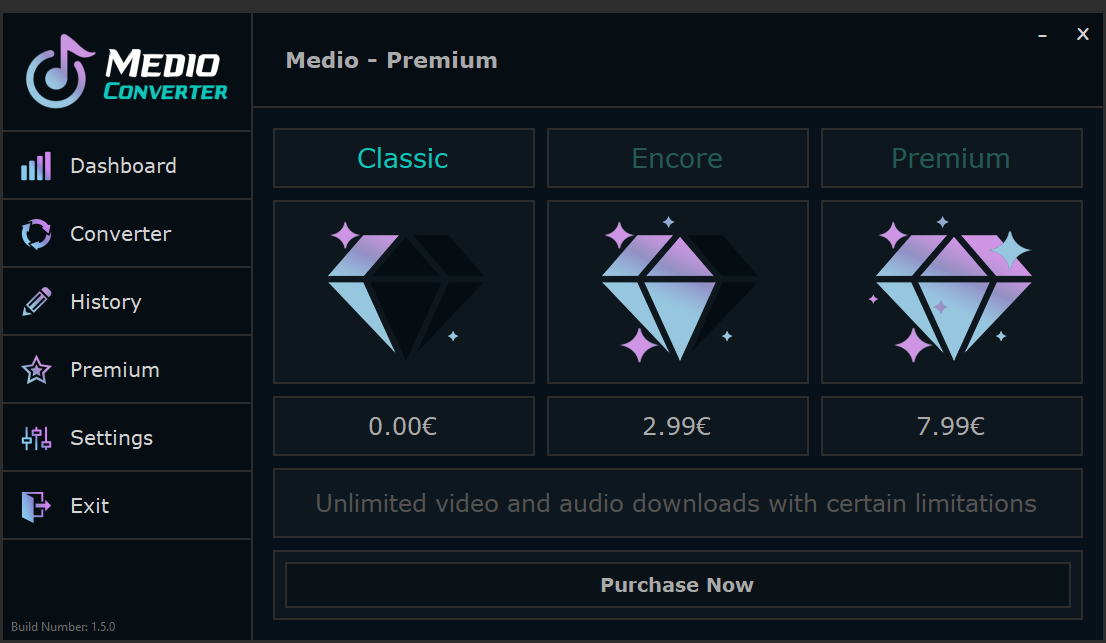 MEDIO
CONVERTER
Medio - Premium
Dashboard
Converter
History
Premium
Settings
Exit
Build Number: 1.5.0
Classic
Encore
Premium
0.00€
2.99€
7.99€
Unlimited video and audio downloads with certain limitations
Purchase Now